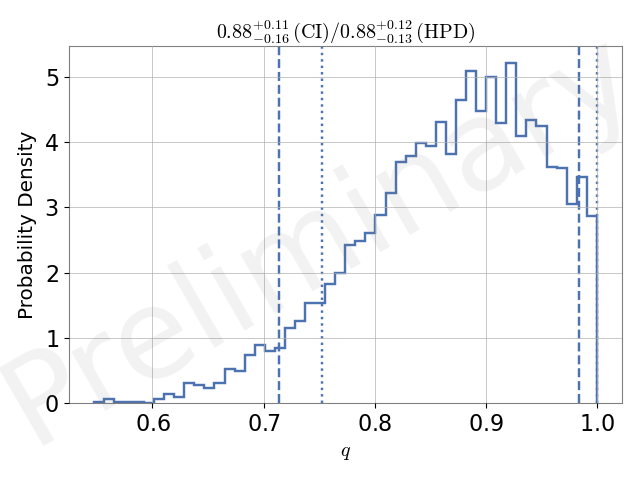 0.88^{+0.11}_{-0.16} (CI)/0.88^{+0.12}_{-0.13} (HPD)
Probability Density
5
4
3
2
1
0
0.6 0.7 0.8 0.9 1.0
q
Preliminary